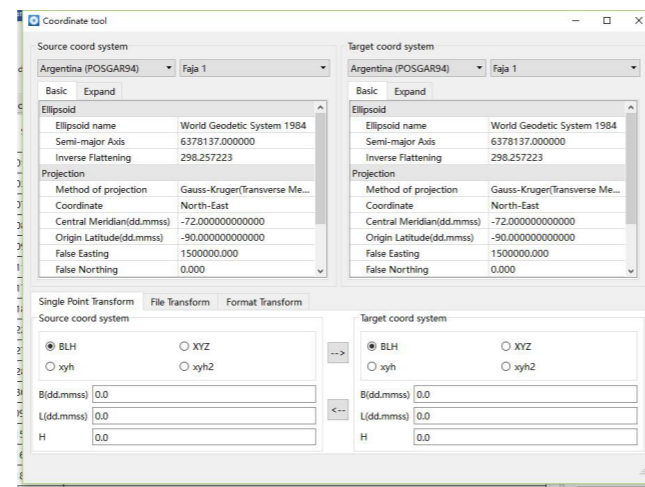 Coordinate tool
Source coord system
Argentina (POSGAR94) Faja 1
Basic Expand
Ellipsoid
Ellipsoid name World Geodetic System 1984
Semi-major Axis 6378137.000000
Inverse Flattening 298.257223
Projection
Method of projection Gauss-Kruger(Transverse Me...
Coordinate North-East
Central Meridian(dd.mmss) -72.000000000000
Origin Latitude(dd.mmss) -90.000000000000
False Easting 1500000.000
False Northing 0.000
Target coord system
Argentina (POSGAR94) Faja 1
Basic Expand
Ellipsoid
Ellipsoid name World Geodetic System 1984
Semi-major Axis 6378137.000000
Inverse Flattening 298.257223
Projection
Method of projection Gauss-Kruger(Transverse Me...
Coordinate North-East
Central Meridian(dd.mmss) -72.000000000000
Origin Latitude(dd.mmss) -90.000000000000
False Easting 1500000.000
False Northing 0.000
Single Point Transform File Transform Format Transform
Source coord system
BLH XYZ
xyh xyh2
B(dd.mmss) 0.0
L(dd.mmss) 0.0
H 0.0
-->
<--
Target coord system
BLH XYZ
xyh xyh2
B(dd.mmss) 0.0
L(dd.mmss) 0.0
H 0.0